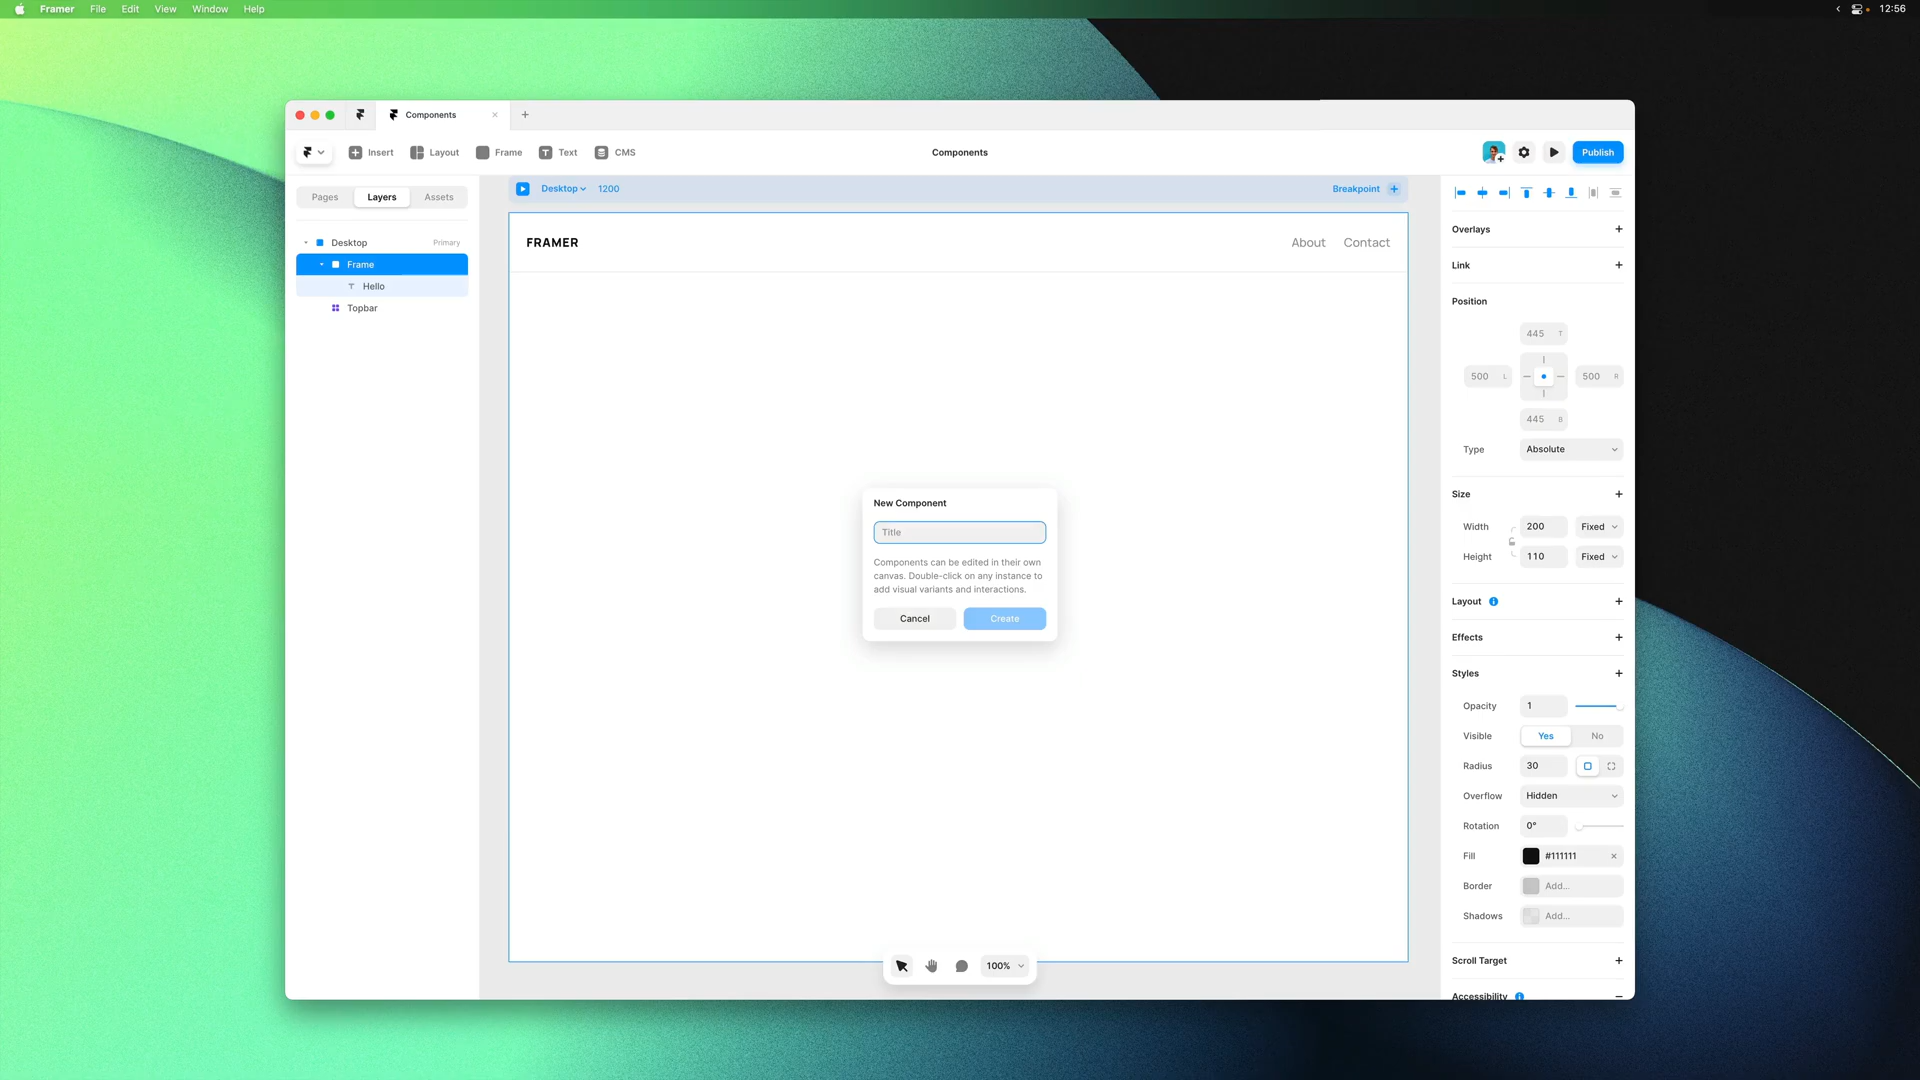 Framer File Edit View Window Help 12:56
Components
Insert Layout Frame Text CMS Components Publish
Pages Layers Assets
Desktop Primary
Frame
Hello
Topbar
Desktop 1200 Breakpoint
FRAMER About Contact
New Component
Title
Components can be edited in their own
canvas. Double-click on any instance to
add visual variants and interactions.
Cancel Create
100%
Overlays
Link
Position
445 T
500 L 500 R
445 B
Type Absolute
Size
Width 200 Fixed
Height 110 Fixed
Layout
Effects
Styles
Opacity 1
Visible Yes No
Radius 30
Overflow Hidden
Rotation 0°
Fill #111111
Border Add...
Shadows Add...
Scroll Target
Accessibility